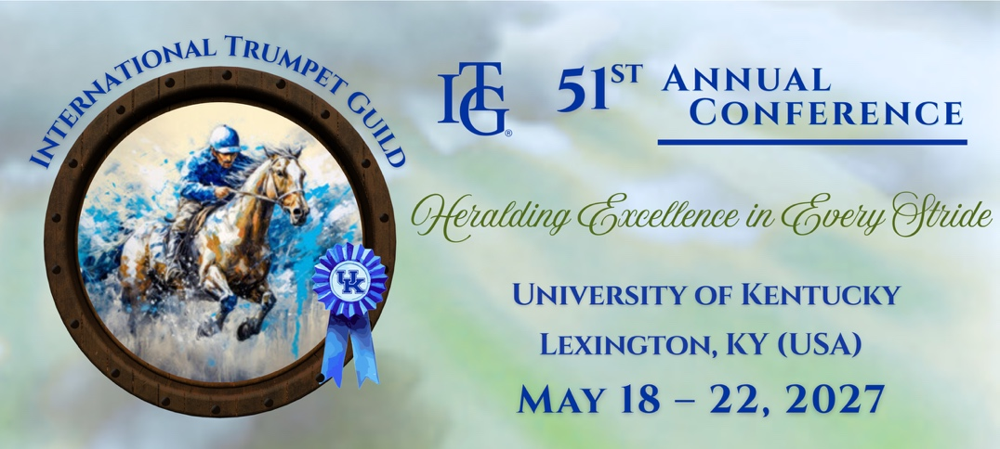 International Trumpet Guild
UK
ITG®
51ST Annual
Conference
Heralding Excellence in Every Stride
University of Kentucky
Lexington, KY (USA)
May 18 – 22, 2027